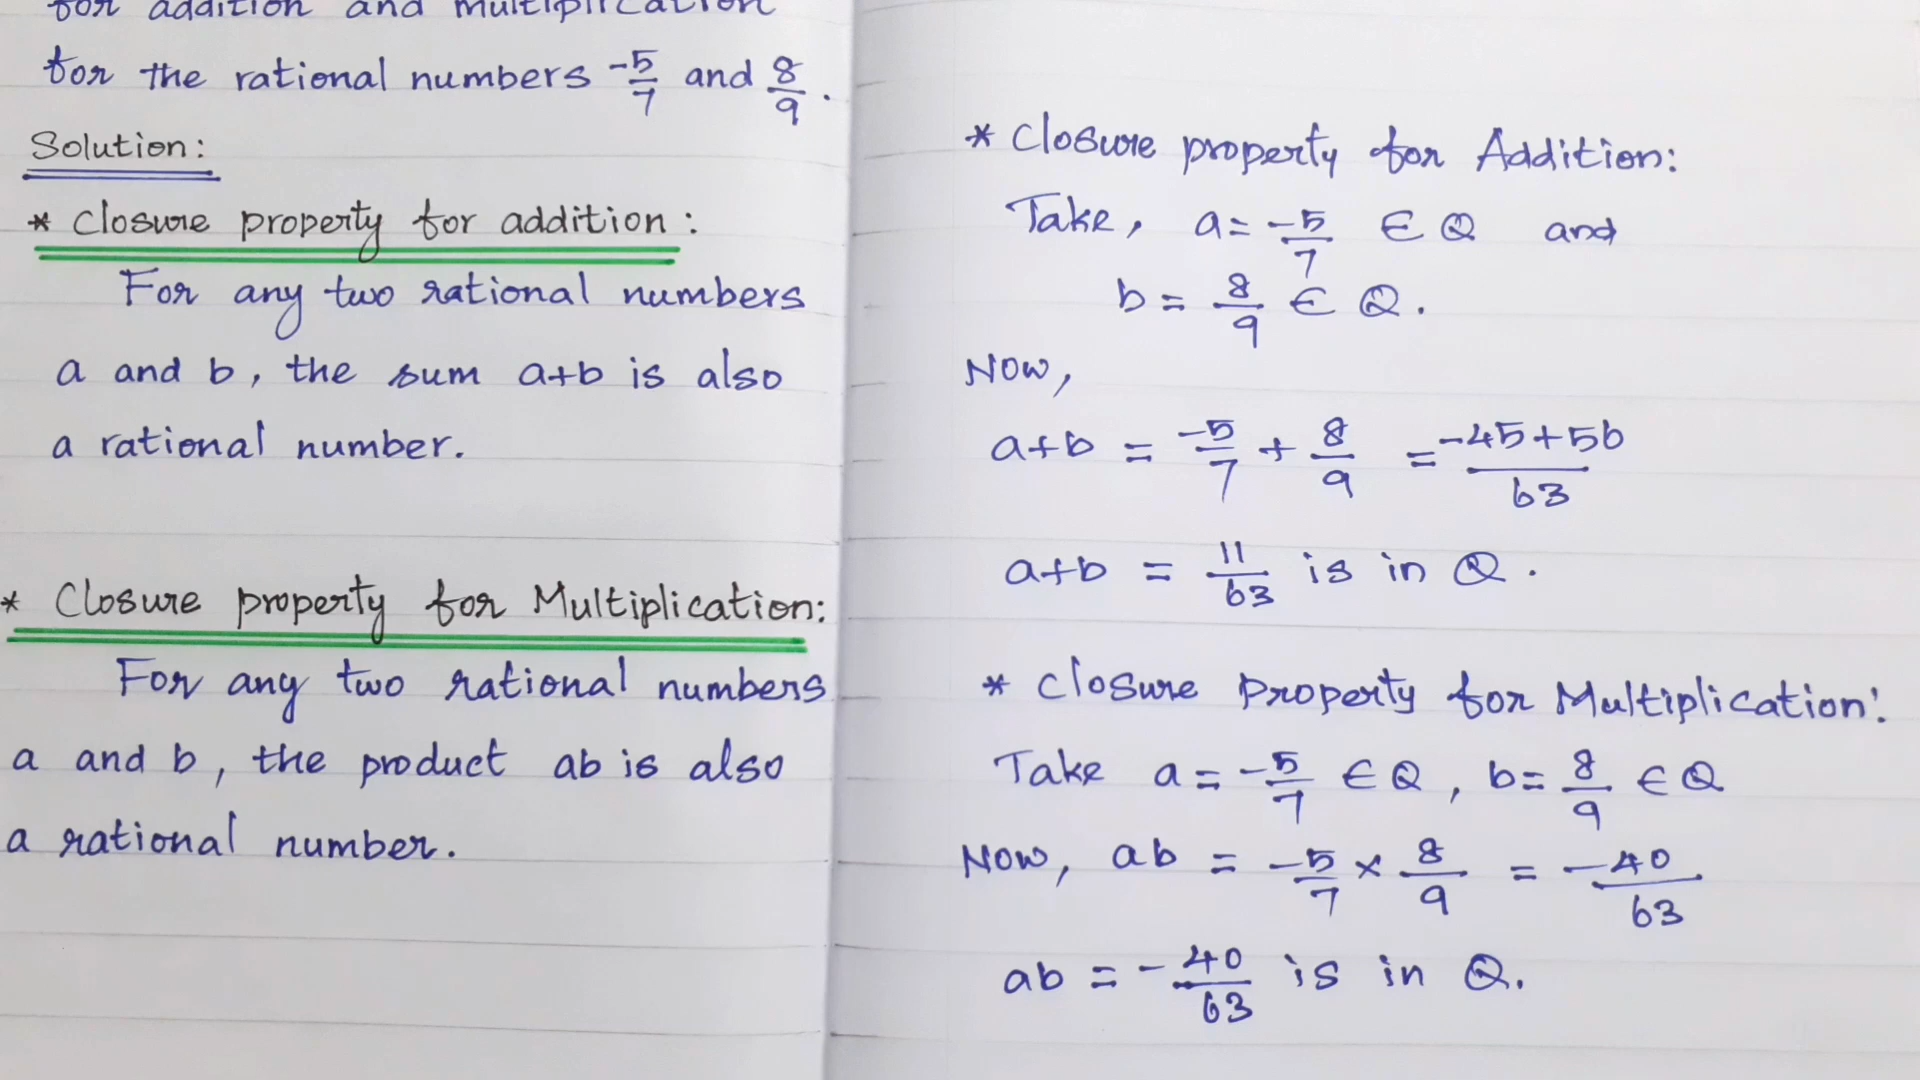 for addition and multiplication
for the rational numbers -5/7 and 8/9.
Solution:
* Closure property for addition:
For any two rational numbers
a and b, the sum a+b is also
a rational number.
* Closure property for Multiplication:
For any two rational numbers
a and b, the product ab is also
a rational number.
* Closure property for Addition:
Take, a = -5/7 ∈ Q and
b = 8/9 ∈ Q.
Now,
a+b = -5/7 + 8/9 = -45+56/63
a+b = 11/63 is in Q.
* Closure property for Multiplication:
Take a = -5/7 ∈ Q, b = 8/9 ∈ Q
Now, ab = -5/7 × 8/9 = -40/63
ab = -40/63 is in Q.